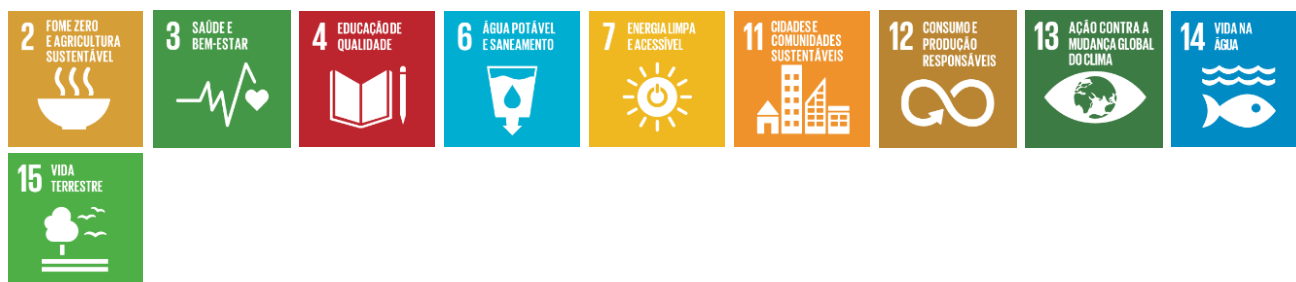 2 FOME ZERO
E AGRICULTURA
SUSTENTÁVEL
3 SAÚDE E
BEM-ESTAR
4 EDUCAÇÃO DE
QUALIDADE
6 ÁGUA POTÁVEL
E SANEAMENTO
7 ENERGIA LIMPA
E ACESSÍVEL
11 CIDADES E
COMUNIDADES
SUSTENTÁVEIS
12 CONSUMO E
PRODUÇÃO
RESPONSÁVEIS
13 AÇÃO CONTRA A
MUDANÇA GLOBAL
DO CLIMA
14 VIDA NA
ÁGUA
15 VIDA
TERRESTRE